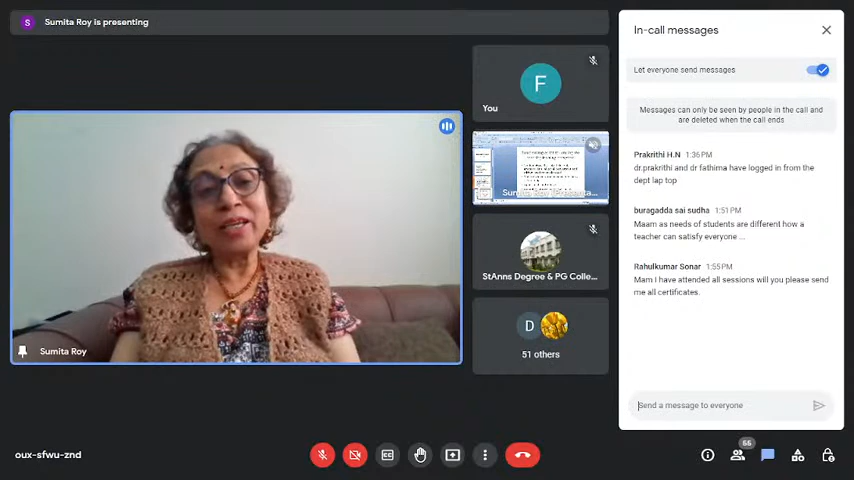 S Sumita Roy is presenting
In-call messages
Let everyone send messages
Messages can only be seen by people in the call and
are deleted when the call ends
Prakrithi H.N 1:36 PM
dr.prakrithi and dr fathima have logged in from the
dept lap top
buragadda sai sudha 1:51 PM
Maam as needs of students are different how a
teacher can satisfy everyone ...
Rahulkumar Sonar 1:55PM
Mam I have attended all sessions will you please send
me all certificates.
Send a message to everyone
F
You
StAnns Degree & PG Colle...
D
51 others
Sumita Roy
oux-sfwu-znd
CC
55